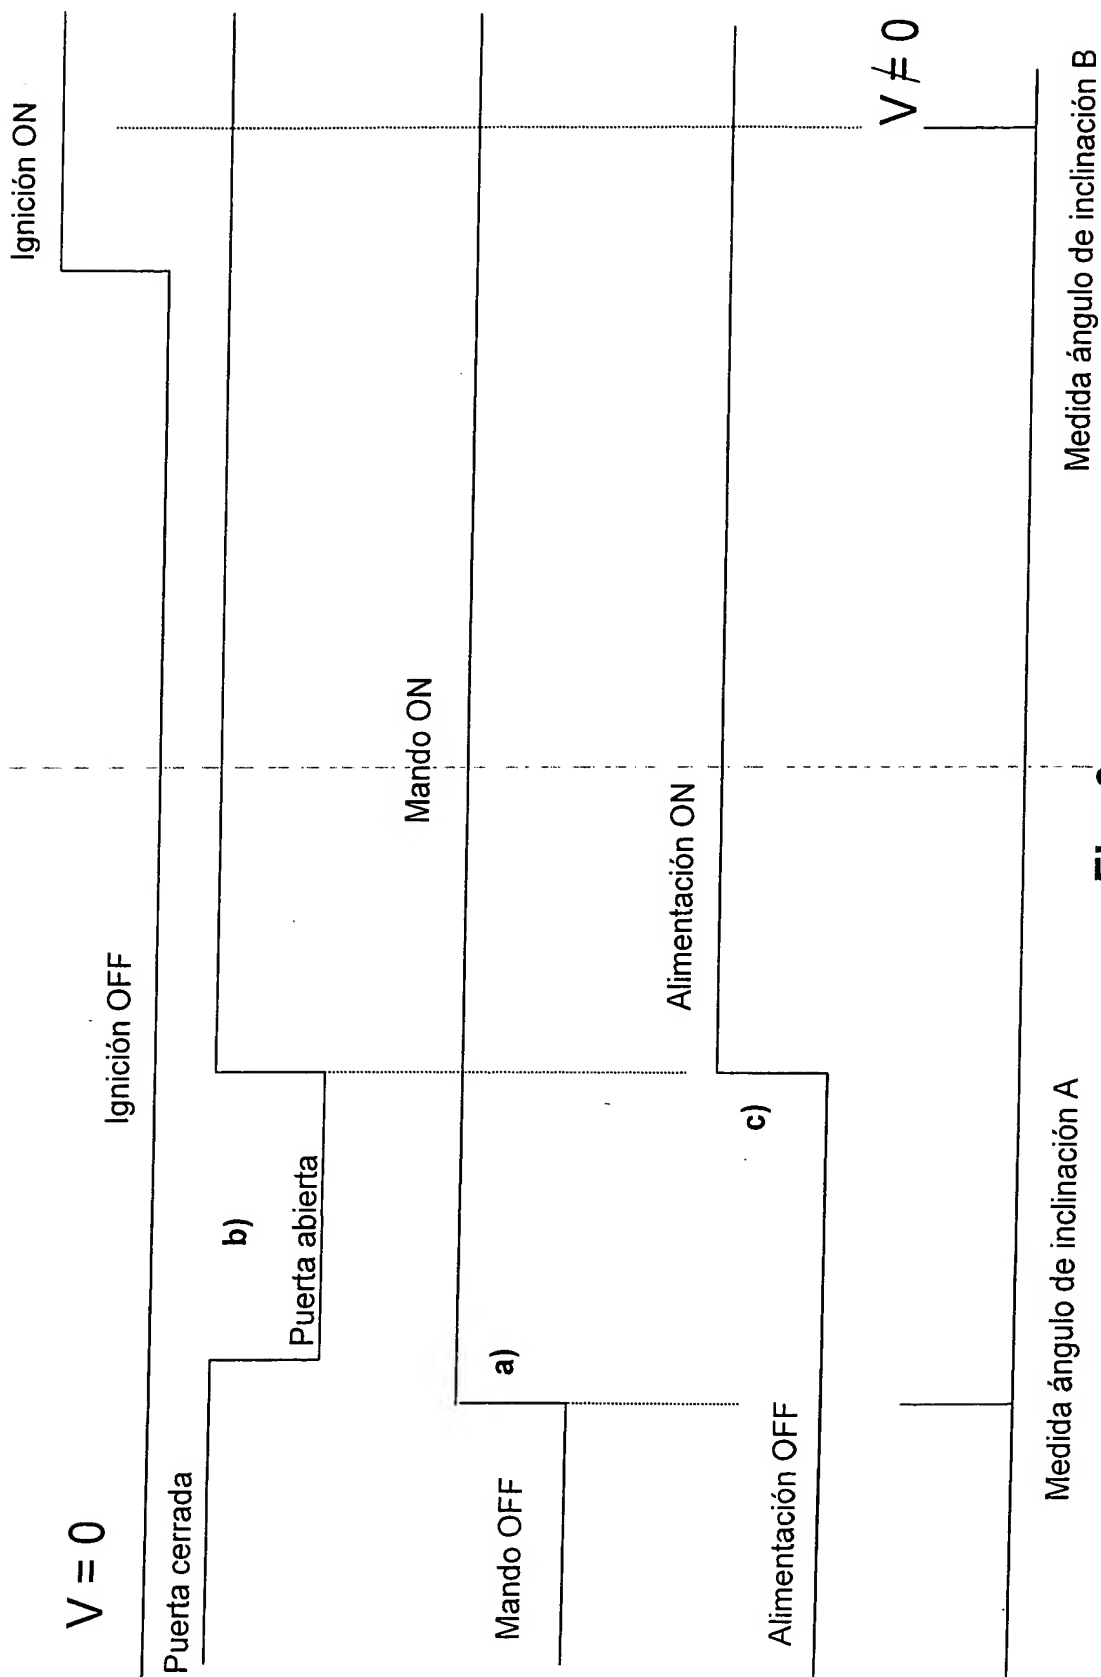 V = 0
Ignición OFF
Ignición ON
Puerta cerrada
b)
Puerta abierta
Mando OFF
a)
Mando ON
Alimentación OFF
c)
Alimentación ON
V ≠ 0
Medida ángulo de inclinación A
Medida ángulo de inclinación B